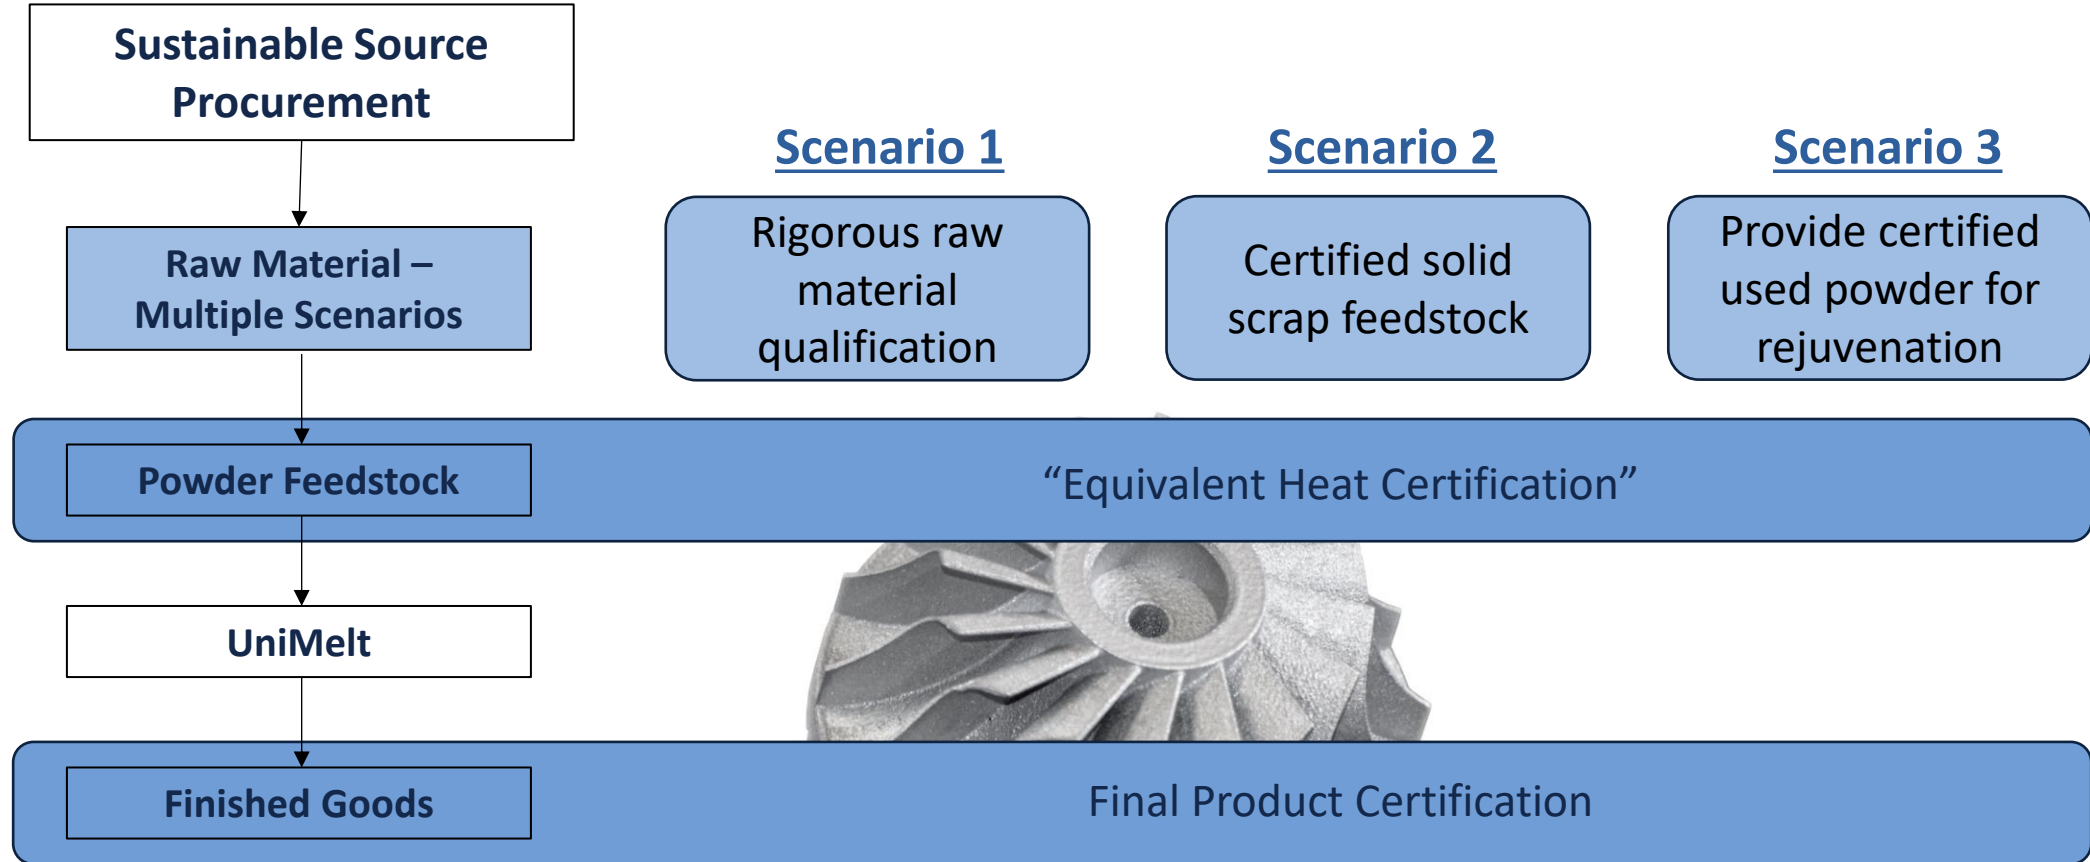 Sustainable Source
Procurement
Scenario 1
Scenario 2
Scenario 3
Raw Material –
Multiple Scenarios
Rigorous raw
material
qualification
Certified solid
scrap feedstock
Provide certified
used powder for
rejuvenation
Powder Feedstock
“Equivalent Heat Certification”
UniMelt
Finished Goods
Final Product Certification